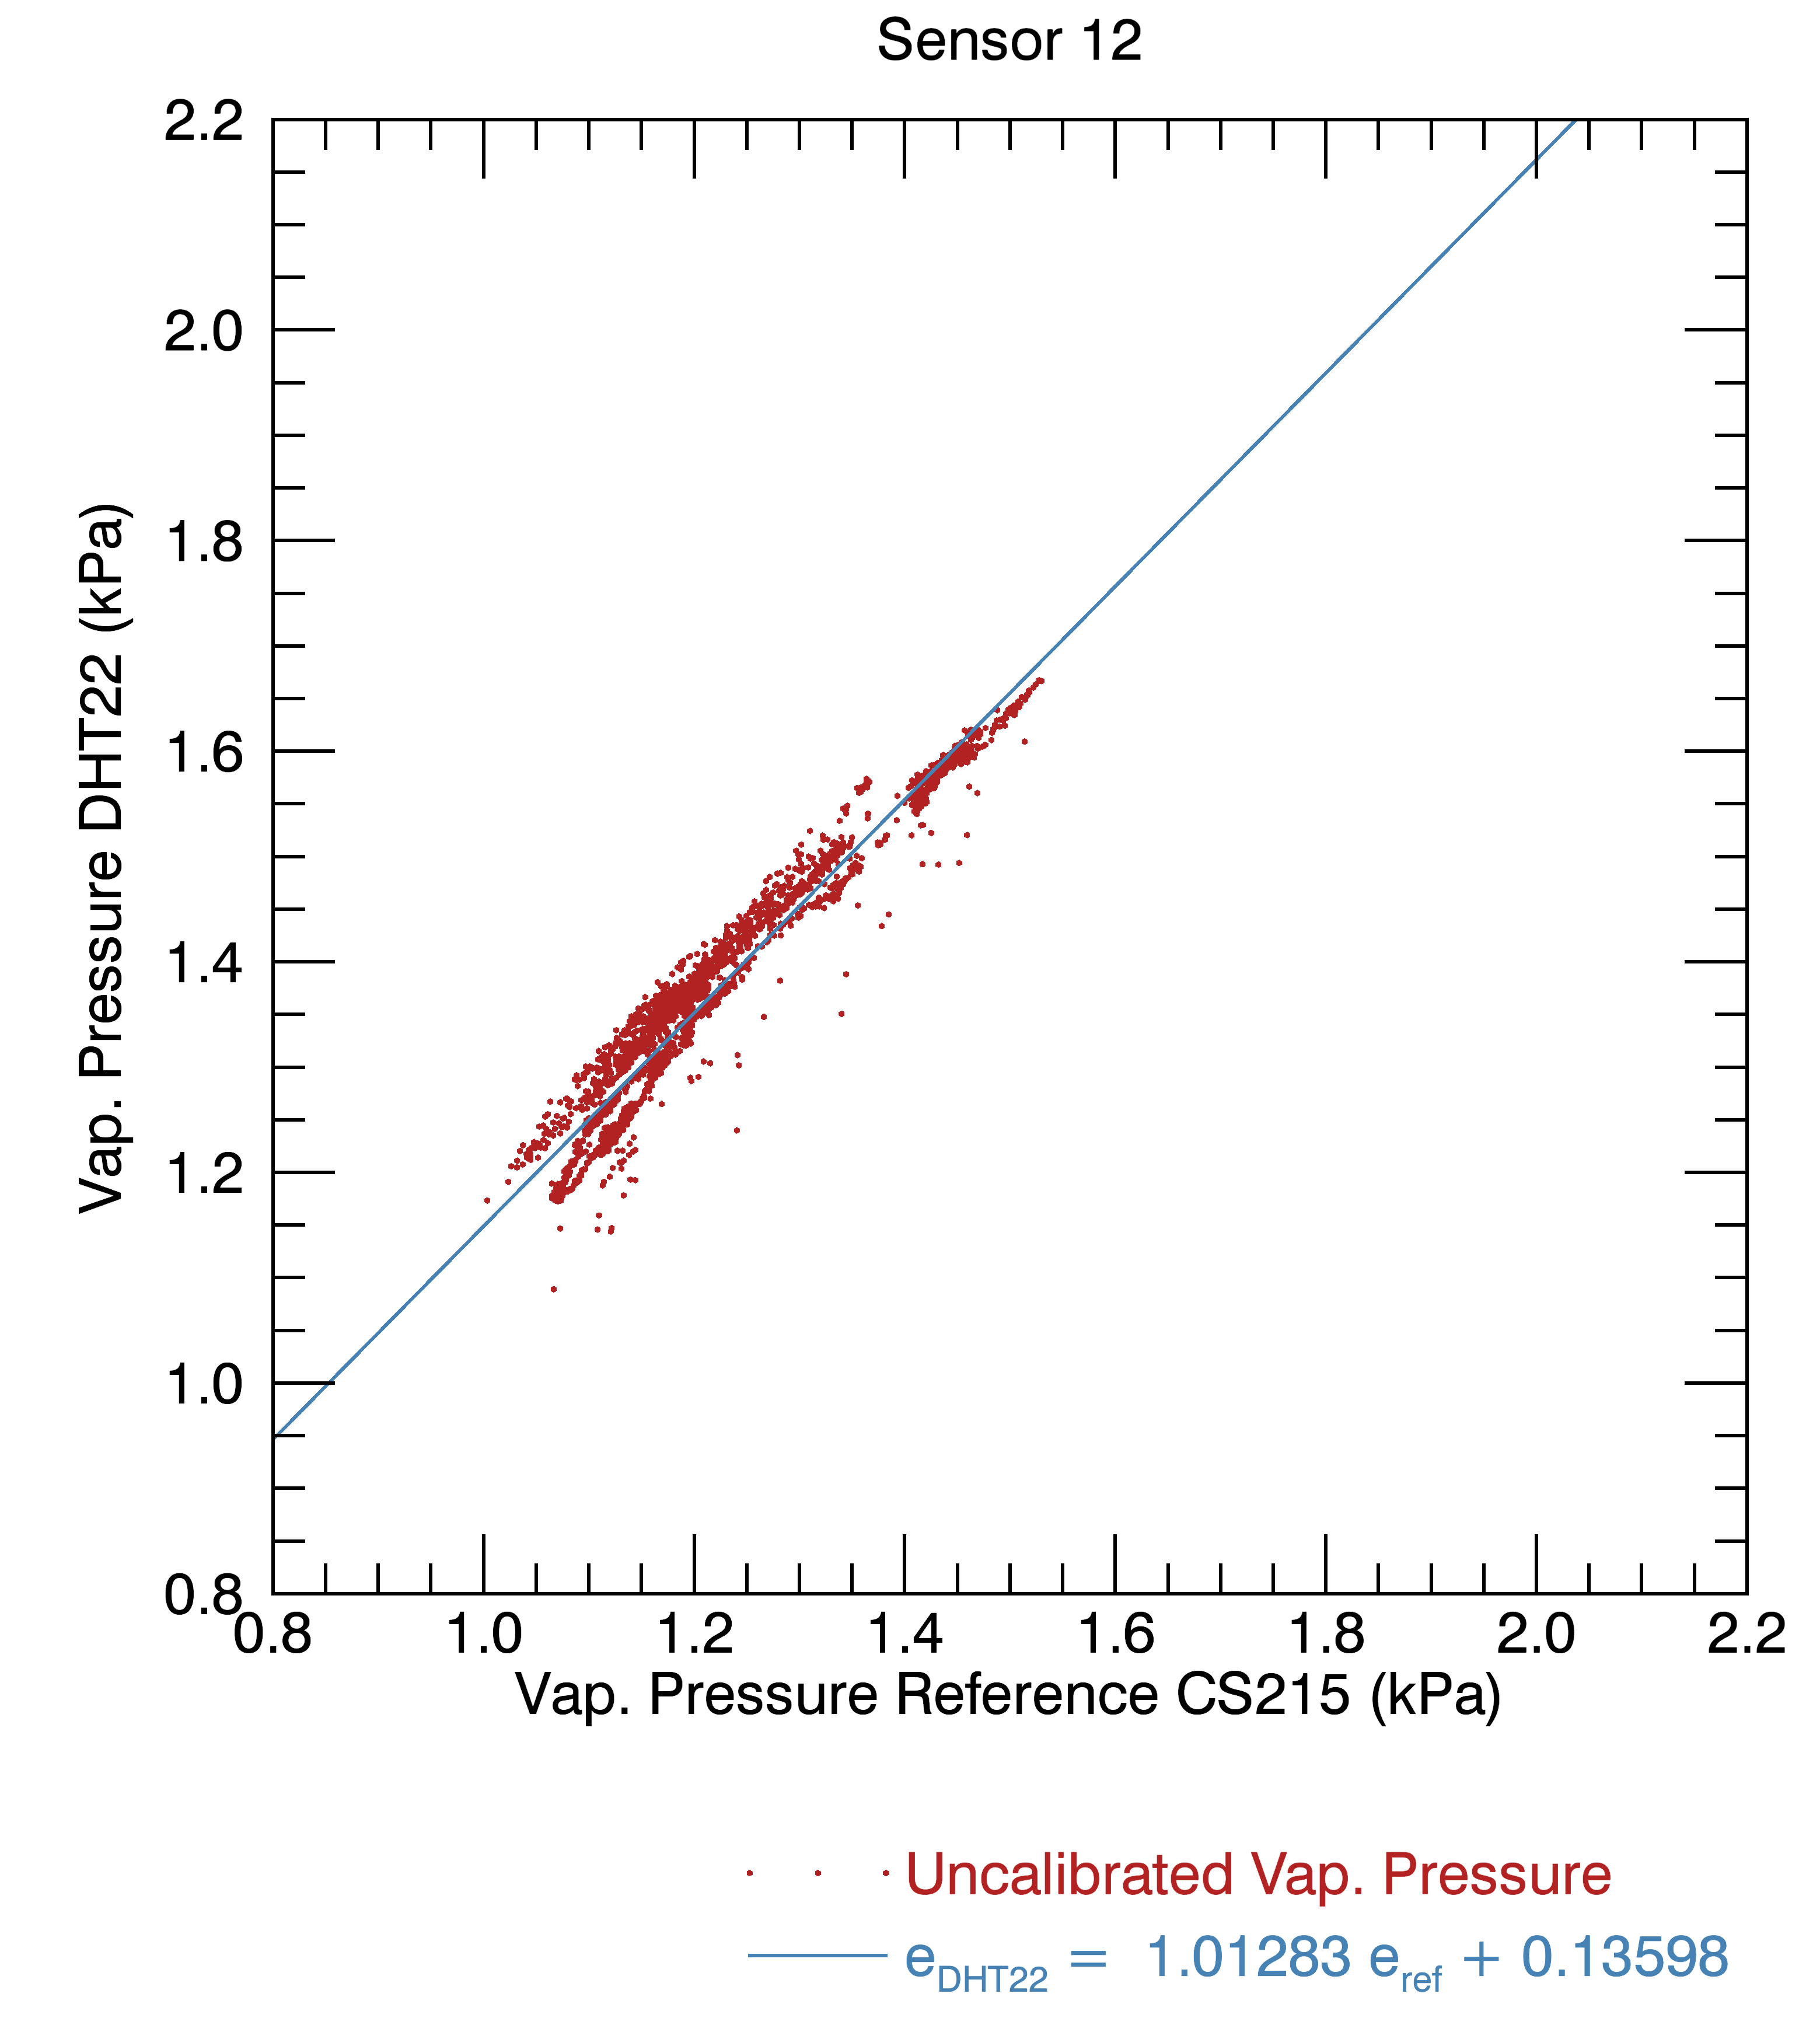 Sensor 12
2.2
2.0
1.8
1.6
1.4
1.2
1.0
0.8
Vap. Pressure DHT22 (kPa)
0.8 1.0 1.2 1.4 1.6 1.8 2.0 2.2
Vap. Pressure Reference CS215 (kPa)
Uncalibrated Vap. Pressure
eDHT22 = 1.01283 eref + 0.13598